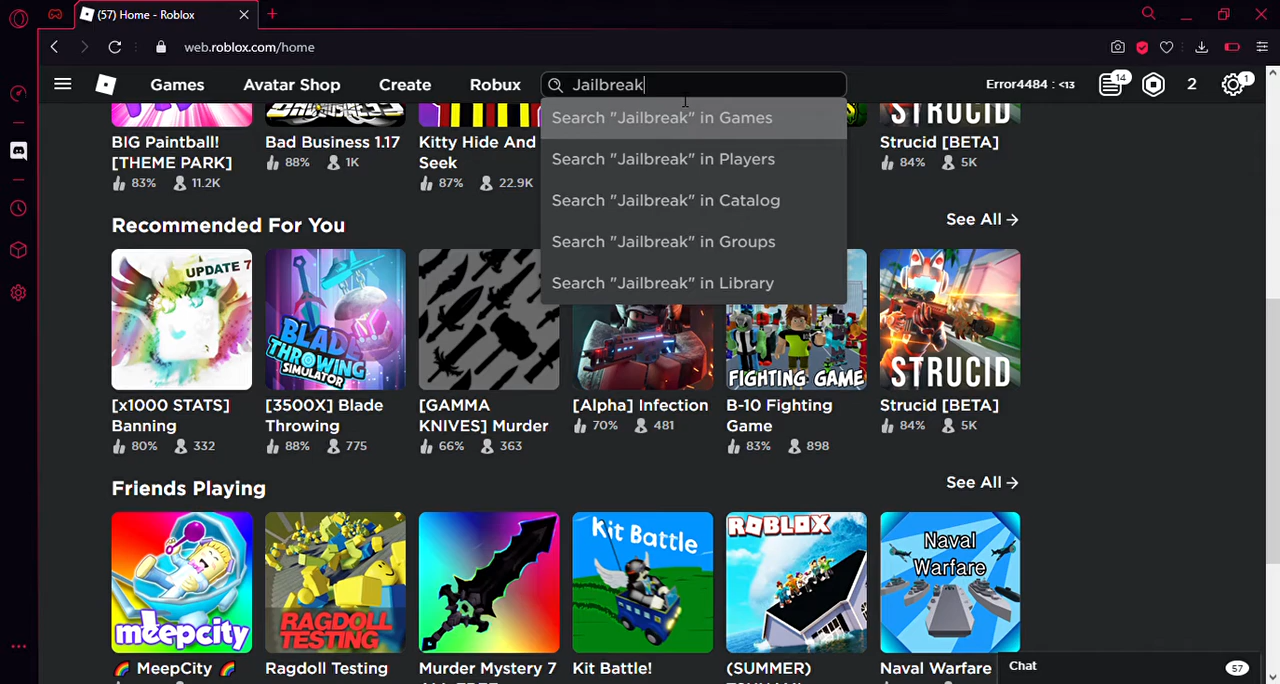 (57) Home - Roblox
web.roblox.com/home
Games
Avatar Shop
Create
Robux
Jailbreak
Error4484 : <13
14
2
1
Search "Jailbreak" in Games
Search "Jailbreak" in Players
Search "Jailbreak" in Catalog
Search "Jailbreak" in Groups
Search "Jailbreak" in Library
STRUCID
BIG Paintball!
[THEME PARK]
83% 11.2K
Bad Business 1.17
88% 1K
Kitty Hide And
Seek
87% 22.9K
Strucid [BETA]
84% 5K
Recommended For You
See All
UPDATE 7
BLADE
THROWING
SIMULATOR
FIGHTING GAME
STRUCID
[x1000 STATS]
Banning
80% 332
[3500X] Blade
Throwing
88% 775
[GAMMA
KNIVES] Murder
66% 363
[Alpha] Infection
70% 481
B-10 Fighting
Game
83% 898
Strucid [BETA]
84% 5K
Friends Playing
See All
meepcity
RAGDOLL
TESTING
Kit Battle
ROBLOX
Naval
Warfare
MeepCity
Ragdoll Testing
Murder Mystery 7
Kit Battle!
(SUMMER)
Naval Warfare
Chat
57